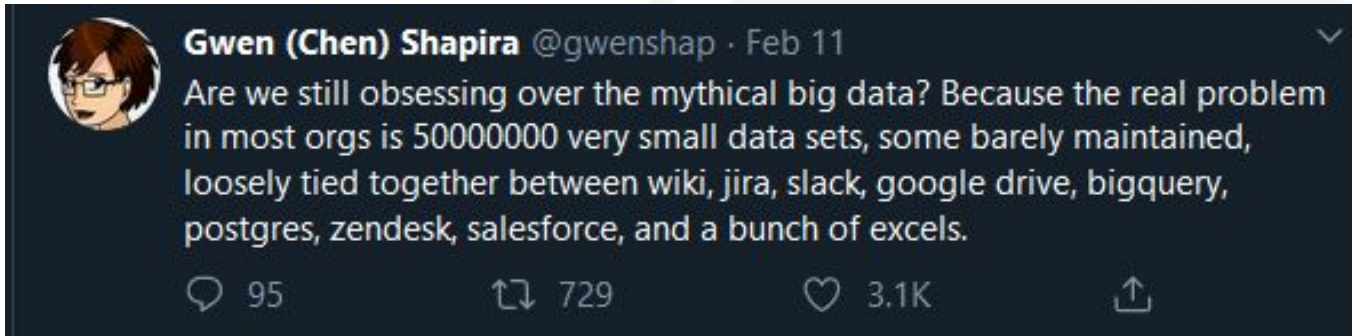 Gwen (Chen) Shapira @gwenshap · Feb 11
Are we still obsessing over the mythical big data? Because the real problem
in most orgs is 50000000 very small data sets, some barely maintained,
loosely tied together between wiki, jira, slack, google drive, bigquery,
postgres, zendesk, salesforce, and a bunch of excels.
95 729 3.1K